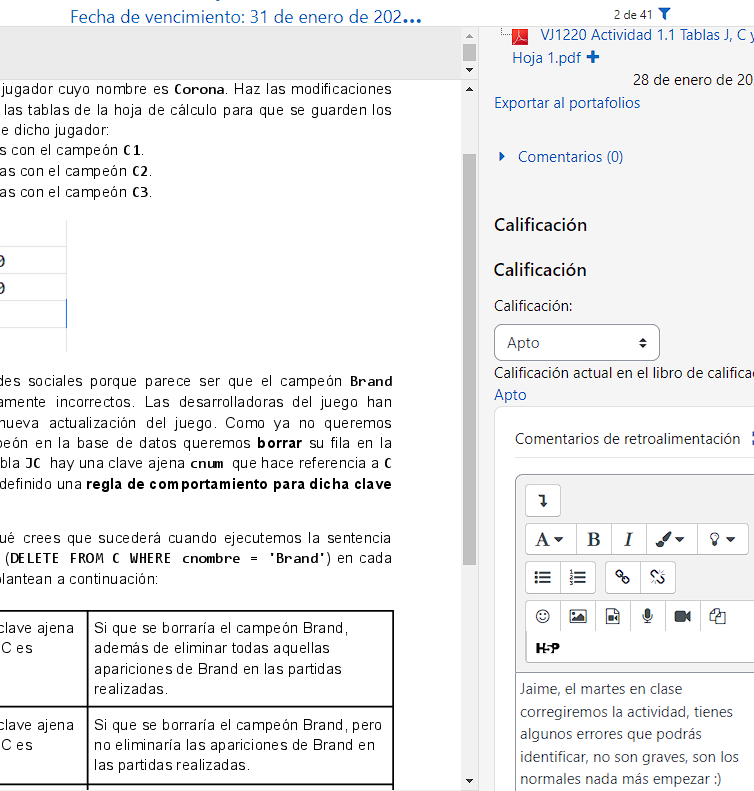 Fecha de vencimiento: 31 de enero de 202...
2 de 41
jugador cuyo nombre es Corona. Haz las modificaciones
las tablas de la hoja de cálculo para que se guarden los
e dicho jugador:
s con el campeón C1.
as con el campeón C2.
as con el campeón C3.
0
0
des sociales porque parece ser que el campeón Brand
amente incorrectos. Las desarrolladoras del juego han
nueva actualización del juego. Como ya no queremos
peón en la base de datos queremos borrar su fila en la
bla JC hay una clave ajena cnum que hace referencia a C
definido una regla de comportamiento para dicha clave
ué crees que sucederá cuando ejecutemos la sentencia
(DELETE FROM C WHERE cnombre = 'Brand') en cada
plantean a continuación:
clave ajena
C es
Si que se borraría el campeón Brand,
además de eliminar todas aquellas
apariciones de Brand en las partidas
realizadas.
clave ajena
C es
Si que se borraría el campeón Brand, pero
no eliminaría las apariciones de Brand en
las partidas realizadas.
VJ1220 Actividad 1.1 Tablas J, C y
Hoja 1.pdf
28 de enero de 20
Exportar al portafolios
Comentarios (0)
Calificación
Calificación
Calificación:
Apto
Calificación actual en el libro de califica
Apto
Comentarios de retroalimentación
A B I
H-P
Jaime, el martes en clase
corregiremos la actividad, tienes
algunos errores que podrás
identificar, no son graves, son los
normales nada más empezar :)